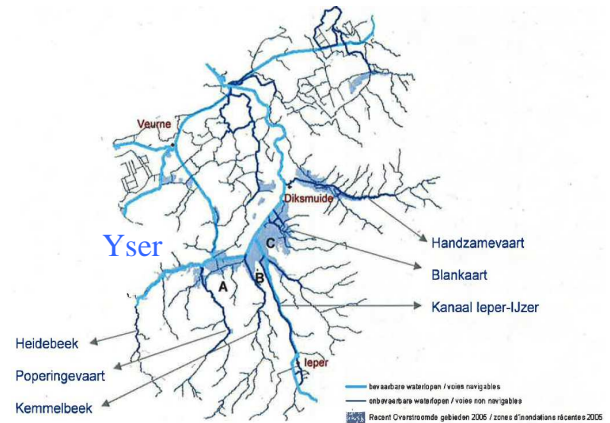 Veurne
Diksmuide
Yser
Handzamevaart
C
Blankaart
B
A
Kanaal Ieper-IJzer
Heidebeek
Ieper
Poperingevaart
Kemmelbeek
bevaarbare waterlopen / voies navigables
onbevaarbare waterlopen / voies non navigables
Recent Overstroomde gebieden 2005 / zones d'inondations récentes 2005